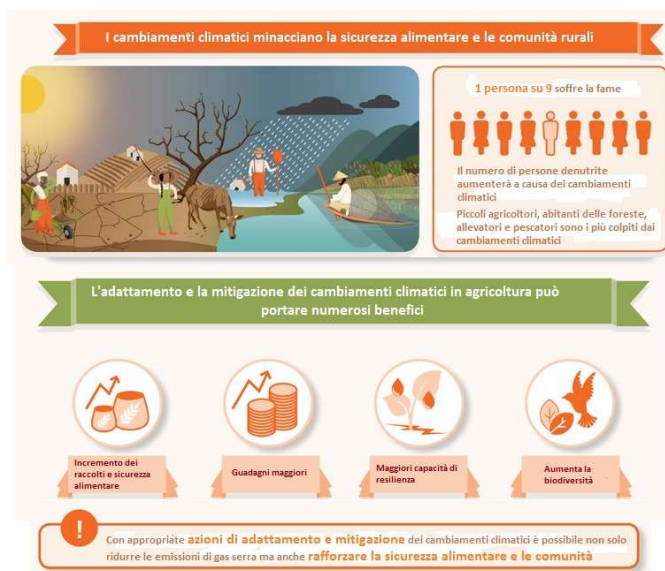 I cambiamenti climatici minacciano la sicurezza alimentare e le comunità rurali
1 persona su 9 soffre la fame
Il numero di persone denutrite
aumenterà a causa dei cambiamenti
climatici
Piccoli agricoltori, abitanti delle foreste,
allevatori e pescatori sono i più colpiti dai
cambiamenti climatici
L'adattamento e la mitigazione dei cambiamenti climatici in agricoltura può
portare numerosi benefici
Incremento dei
raccolti e sicurezza
alimentare
Guadagni maggiori
Maggiori capacità di
resilienza
Aumenta la
biodiversità
!
Con appropriate azioni di adattamento e mitigazione dei cambiamenti climatici è possibile non solo
ridurre le emissioni di gas serra ma anche rafforzare la sicurezza alimentare e le comunità